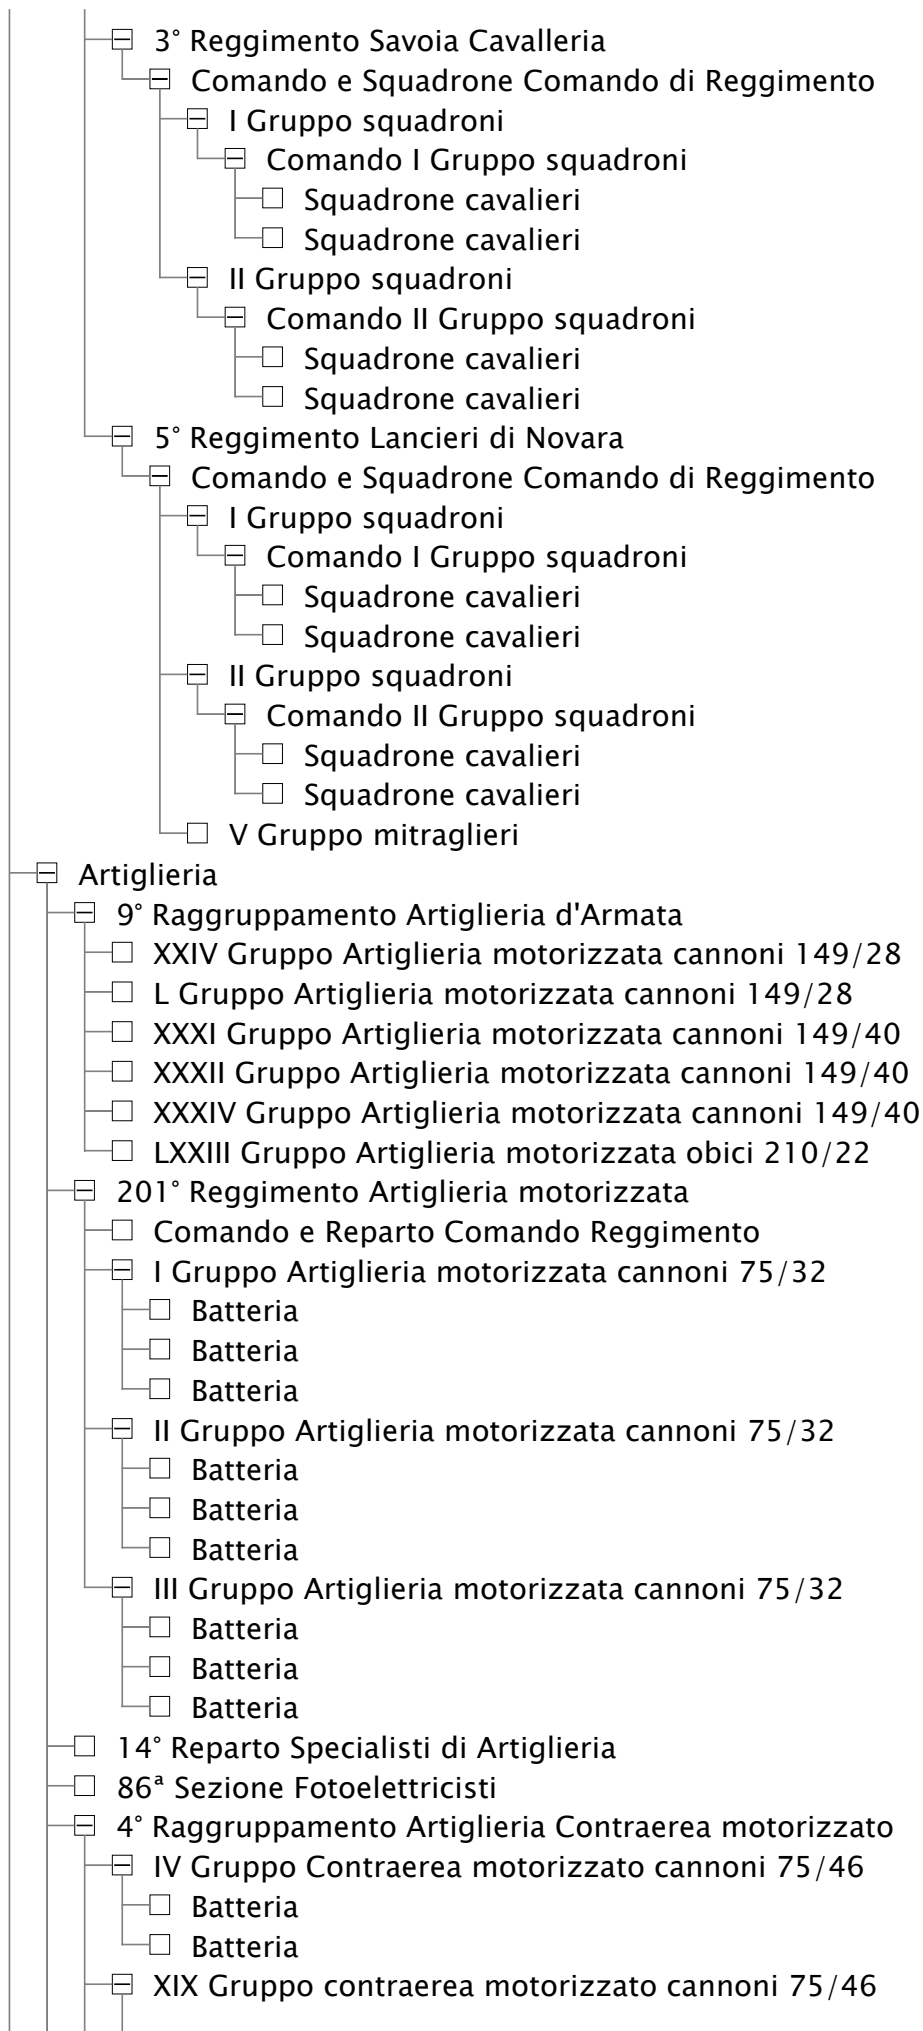 3° Reggimento Savoia Cavalleria
Comando e Squadrone Comando di Reggimento
I Gruppo squadroni
Comando I Gruppo squadroni
Squadrone cavalieri
Squadrone cavalieri
II Gruppo squadroni
Comando II Gruppo squadroni
Squadrone cavalieri
Squadrone cavalieri
5° Reggimento Lancieri di Novara
Comando e Squadrone Comando di Reggimento
I Gruppo squadroni
Comando I Gruppo squadroni
Squadrone cavalieri
Squadrone cavalieri
II Gruppo squadroni
Comando II Gruppo squadroni
Squadrone cavalieri
Squadrone cavalieri
V Gruppo mitraglieri
Artiglieria
9° Raggruppamento Artiglieria d'Armata
XXIV Gruppo Artiglieria motorizzata cannoni 149/28
L Gruppo Artiglieria motorizzata cannoni 149/28
XXXI Gruppo Artiglieria motorizzata cannoni 149/40
XXXII Gruppo Artiglieria motorizzata cannoni 149/40
XXXIV Gruppo Artiglieria motorizzata cannoni 149/40
LXXIII Gruppo Artiglieria motorizzata obici 210/22
201° Reggimento Artiglieria motorizzata
Comando e Reparto Comando Reggimento
I Gruppo Artiglieria motorizzata cannoni 75/32
Batteria
Batteria
Batteria
II Gruppo Artiglieria motorizzata cannoni 75/32
Batteria
Batteria
Batteria
III Gruppo Artiglieria motorizzata cannoni 75/32
Batteria
Batteria
Batteria
14° Reparto Specialisti di Artiglieria
86ª Sezione Fotoelettricisti
4° Raggruppamento Artiglieria Contraerea motorizzato
IV Gruppo Contraerea motorizzato cannoni 75/46
Batteria
Batteria
XIX Gruppo contraerea motorizzato cannoni 75/46